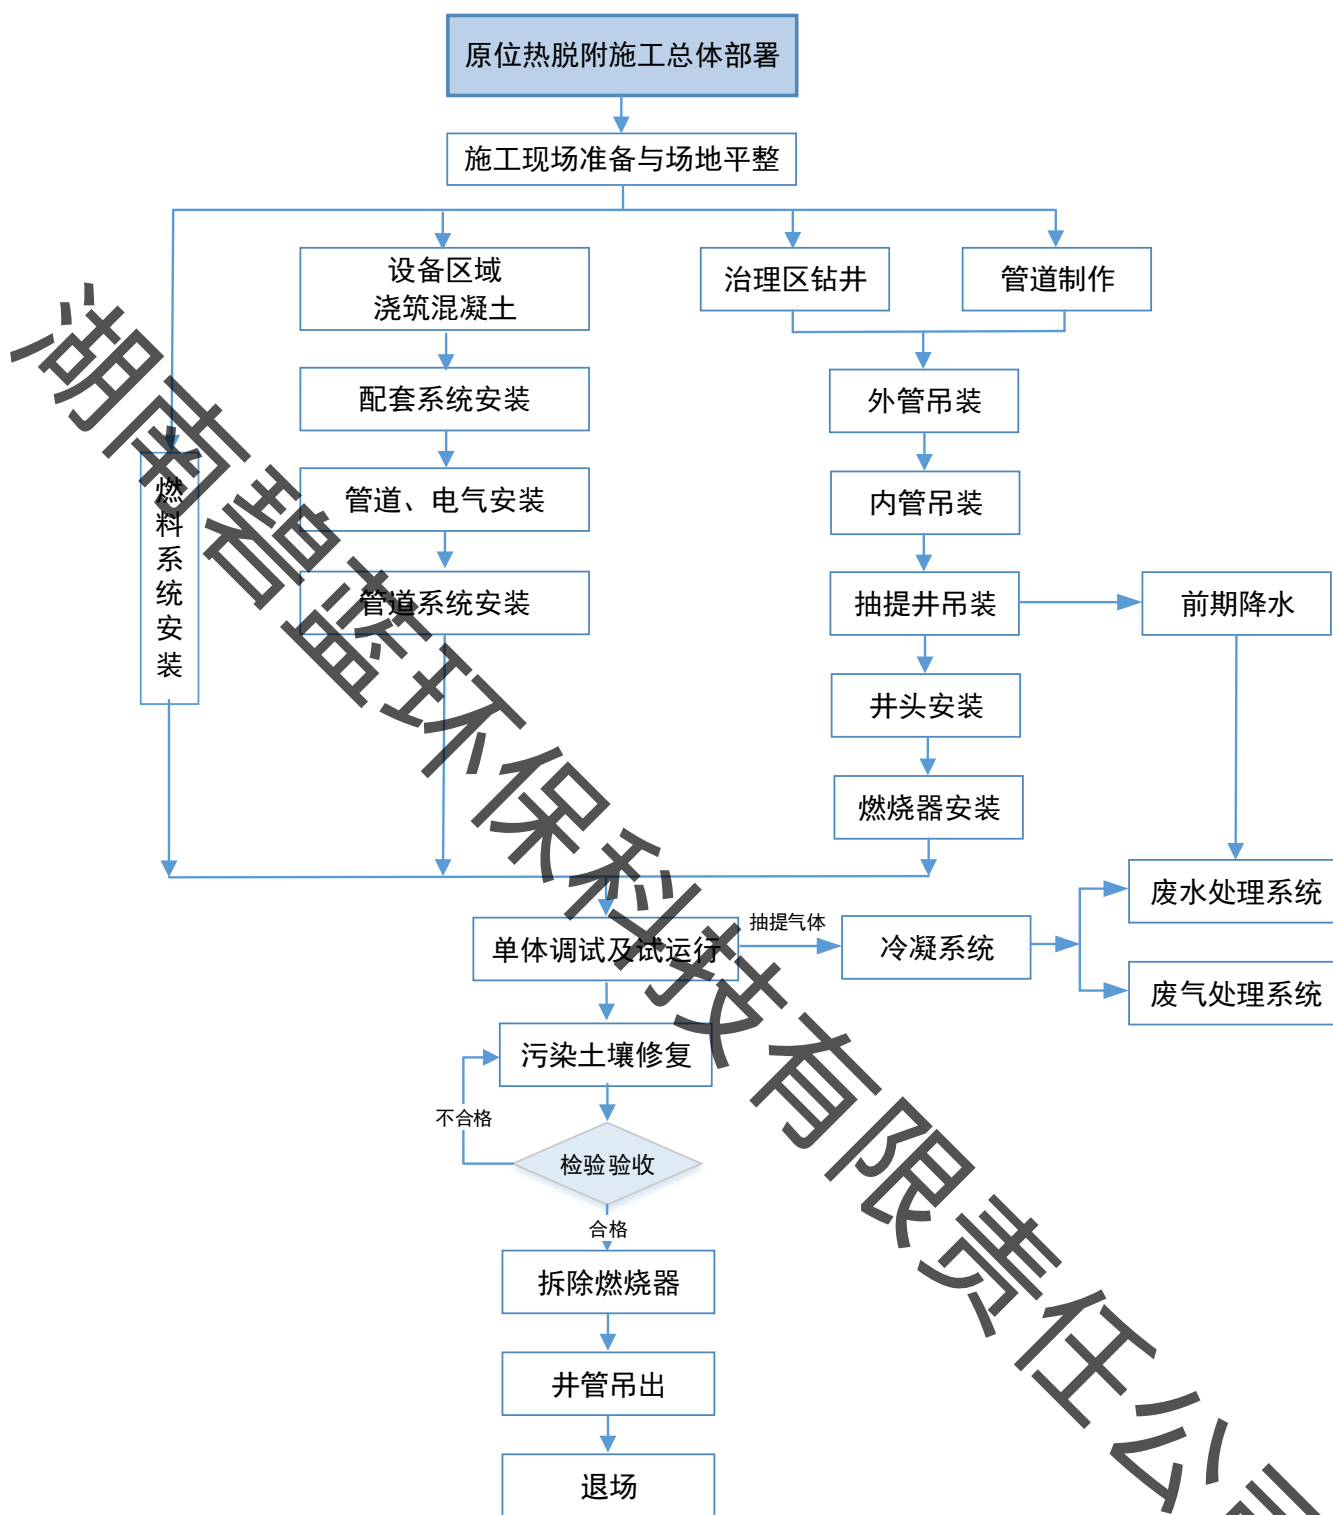 原位热脱附施工总体部署
施工现场准备与场地平整
设备区域
浇筑混凝土
治理区钻井
管道制作
配套系统安装
外管吊装
燃料系统安装
管道、电气安装
内管吊装
管道系统安装
抽提井吊装
前期降水
井头安装
燃烧器安装
废水处理系统
单体调试及试运行
抽提气体
冷凝系统
废气处理系统
污染土壤修复
不合格
检验验收
合格
拆除燃烧器
井管吊出
退场
湖南碧蓝环保科技有限责任公司